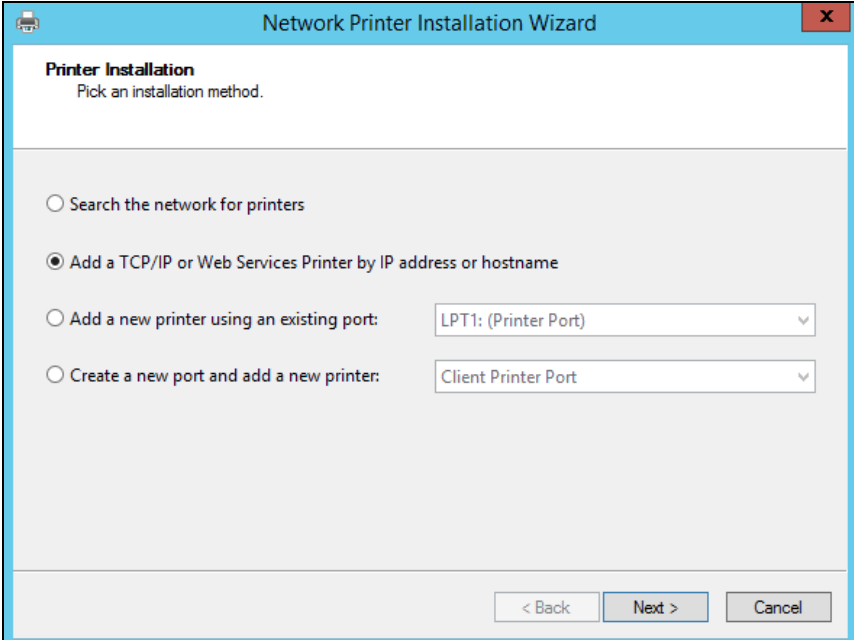 Network Printer Installation Wizard
x
Printer Installation
Pick an installation method.
Search the network for printers
Add a TCP/IP or Web Services Printer by IP address or hostname
Add a new printer using an existing port: LPT1: (Printer Port)
Create a new port and add a new printer: Client Printer Port
< Back Next > Cancel